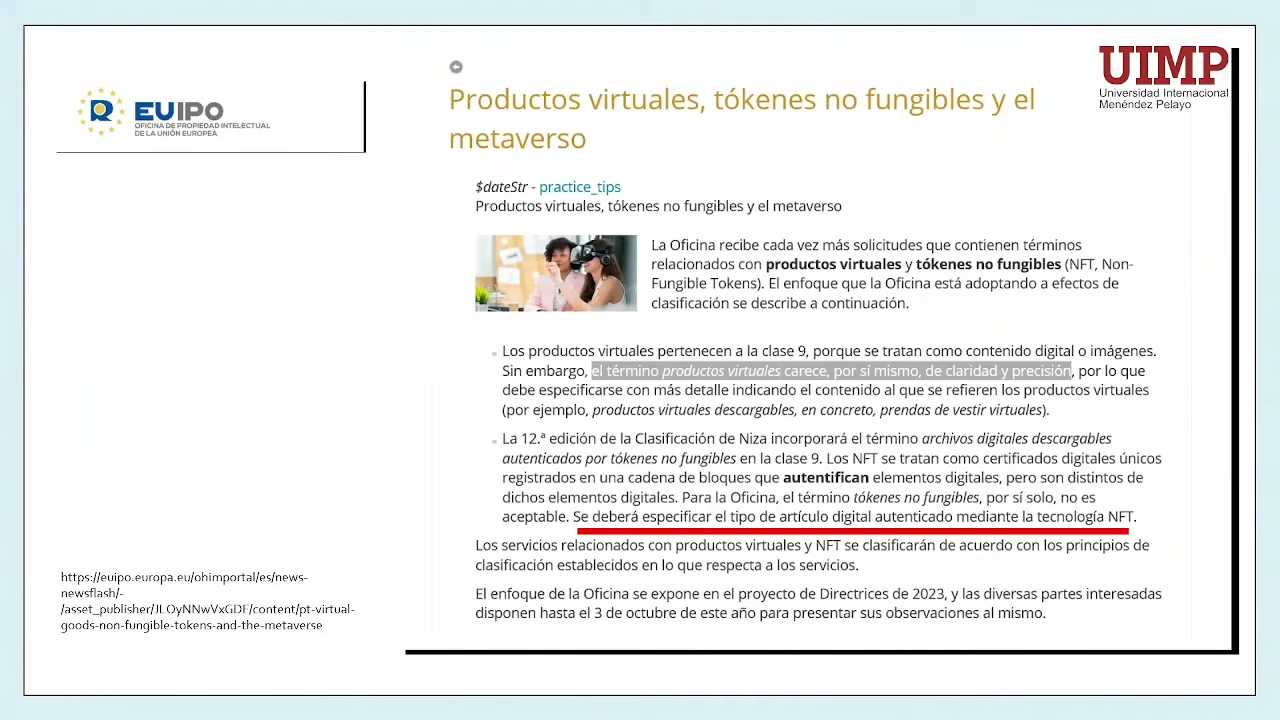 EUIPO
OFICINA DE PROPIEDAD INTELECTUAL
DE LA UNIÓN EUROPEA
UIMP
Universidad Internacional
Menéndez Pelayo
Productos virtuales, tókenes no fungibles y el
metaverso
$dateStr - practice_tips
Productos virtuales, tókenes no fungibles y el metaverso
La Oficina recibe cada vez más solicitudes que contienen términos
relacionados con productos virtuales y tókenes no fungibles (NFT, Non-
Fungible Tokens). El enfoque que la Oficina está adoptando a efectos de
clasificación se describe a continuación.
Los productos virtuales pertenecen a la clase 9, porque se tratan como contenido digital o imágenes.
Sin embargo, el término productos virtuales carece, por sí mismo, de claridad y precisión, por lo que
debe especificarse con más detalle indicando el contenido al que se refieren los productos virtuales
(por ejemplo, productos virtuales descargables, en concreto, prendas de vestir virtuales).
La 12.ª edición de la Clasificación de Niza incorporará el término archivos digitales descargables
autenticados por tókenes no fungibles en la clase 9. Los NFT se tratan como certificados digitales únicos
registrados en una cadena de bloques que autentifican elementos digitales, pero son distintos de
dichos elementos digitales. Para la Oficina, el término tókenes no fungibles, por sí solo, no es
aceptable. Se deberá especificar el tipo de artículo digital autenticado mediante la tecnología NFT.
Los servicios relacionados con productos virtuales y NFT se clasificarán de acuerdo con los principios de
clasificación establecidos en lo que respecta a los servicios.
El enfoque de la Oficina se expone en el proyecto de Directrices de 2023, y las diversas partes interesadas
disponen hasta el 3 de octubre de este año para presentar sus observaciones al mismo.
https://euipo.europa.eu/ohimportal/es/news-
newsflash/-
/asset_publisher/JLOyNNwVxGDF/content/pt-virtual-
goods-non-fungible-tokens-and-the-metaverse